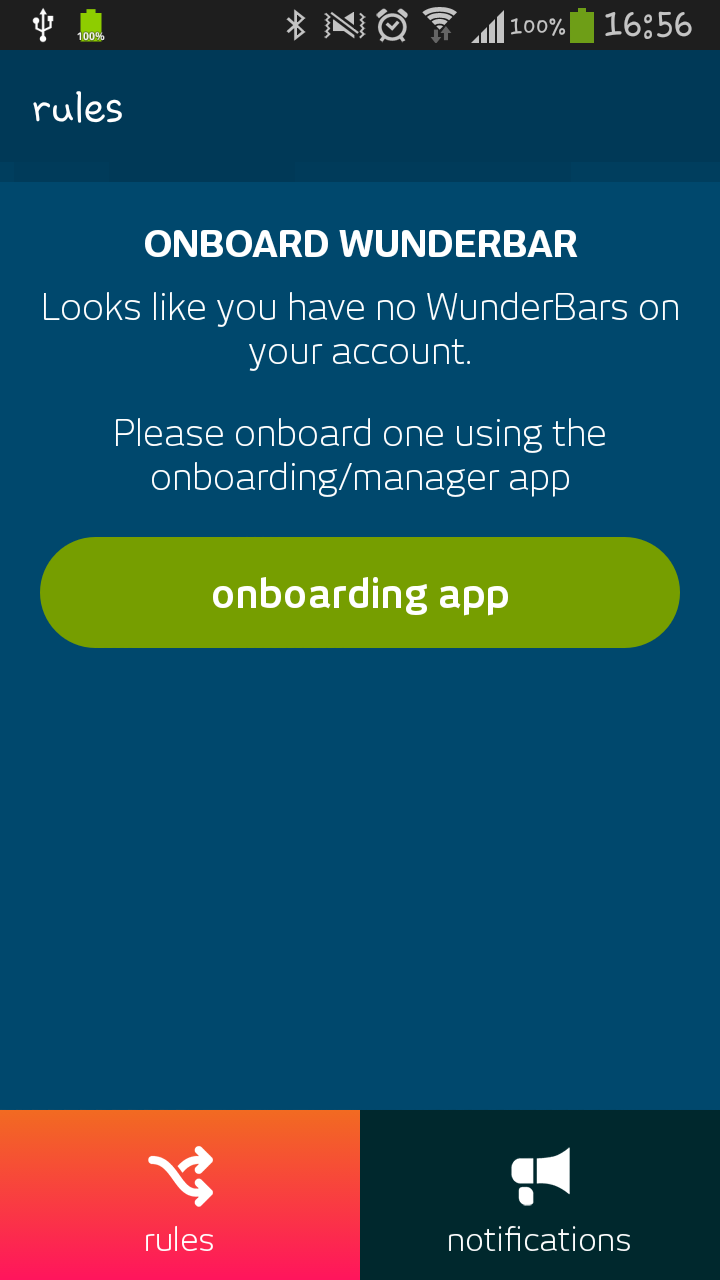 100%
100%
16:56
rules
ONBOARD WUNDERBAR
Looks like you have no WunderBars on
your account.
Please onboard one using the
onboarding/manager app
onboarding app
rules
notifications